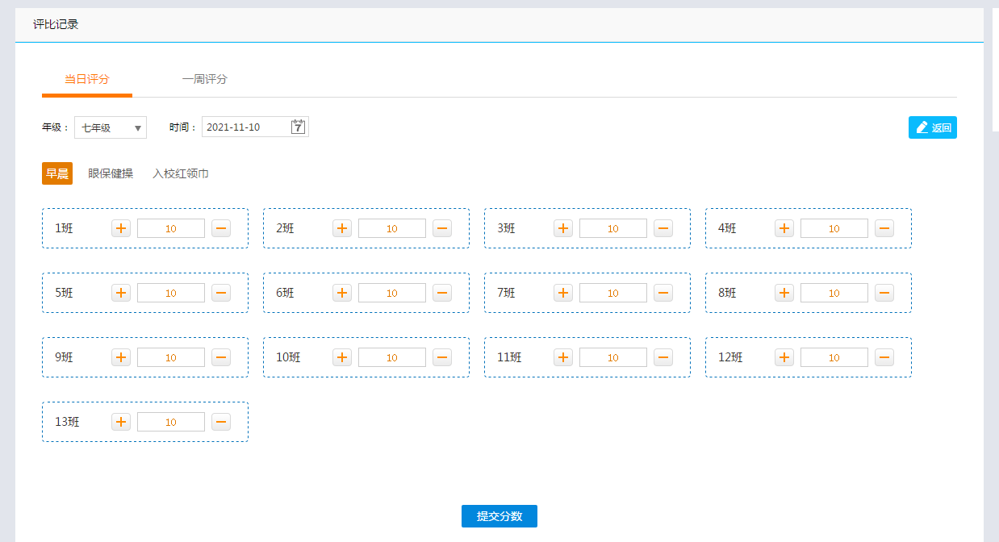 评比记录
当日评分 一周评分
年级： 七年级 时间： 2021-11-10 7 返回
早晨 眼保健操 入校红领巾
1班 10 2班 10 3班 10 4班 10
5班 10 6班 10 7班 10 8班 10
9班 10 10班 10 11班 10 12班 10
13班 10
提交分数